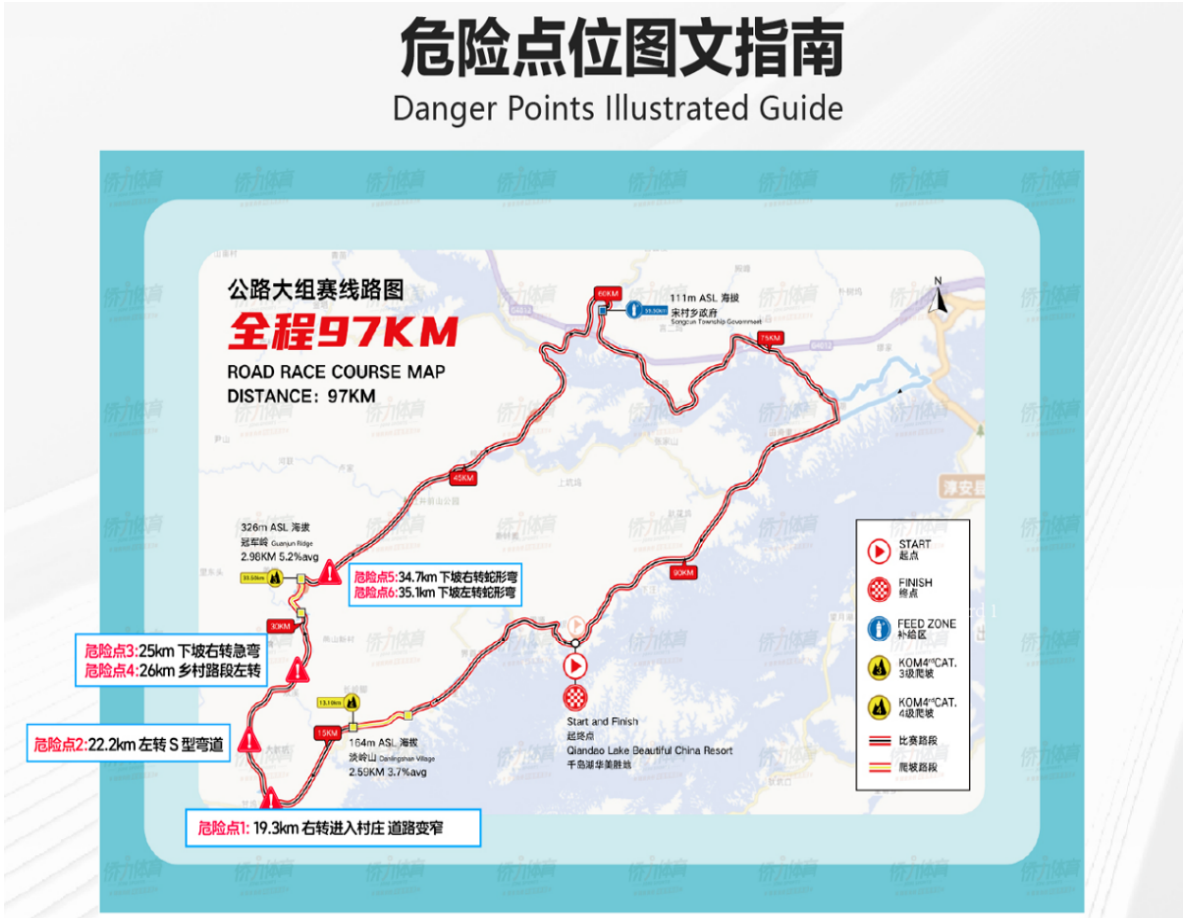 危险点位图文指南
Danger Points Illustrated Guide
公路大组赛线路图
全程97KM
ROAD RACE COURSE MAP
DISTANCE: 97KM
N
60KM
111m ASL 海拔
宋村乡政府
Songcun Township Government
75KM
淳安县
45KM
326m ASL 海拔
冠军岭 Guanjun Ridge
2.98KM 5.2%avg
危险点5:34.7km 下坡右转蛇形弯
危险点6:35.1km 下坡左转蛇形弯
90KM
30KM
危险点3:25km 下坡右转急弯
危险点4:26km 乡村路段左转
危险点2:22.2km 左转 S 型弯道
15KM
164m ASL 海拔
淡岭山 Danlingshan Village
2.59KM 3.7%avg
Start and Finish
起终点
Qiandao Lake Beautiful China Resort
千岛湖华美胜地
危险点1: 19.3km 右转进入村庄 道路变窄
START
起点
FINISH
终点
FEED ZONE
补给区
KOM4ʳᵈCAT.
3级爬坡
KOM4ʳᵈCAT.
4级爬坡
比赛路段
爬坡路段
侨力体育